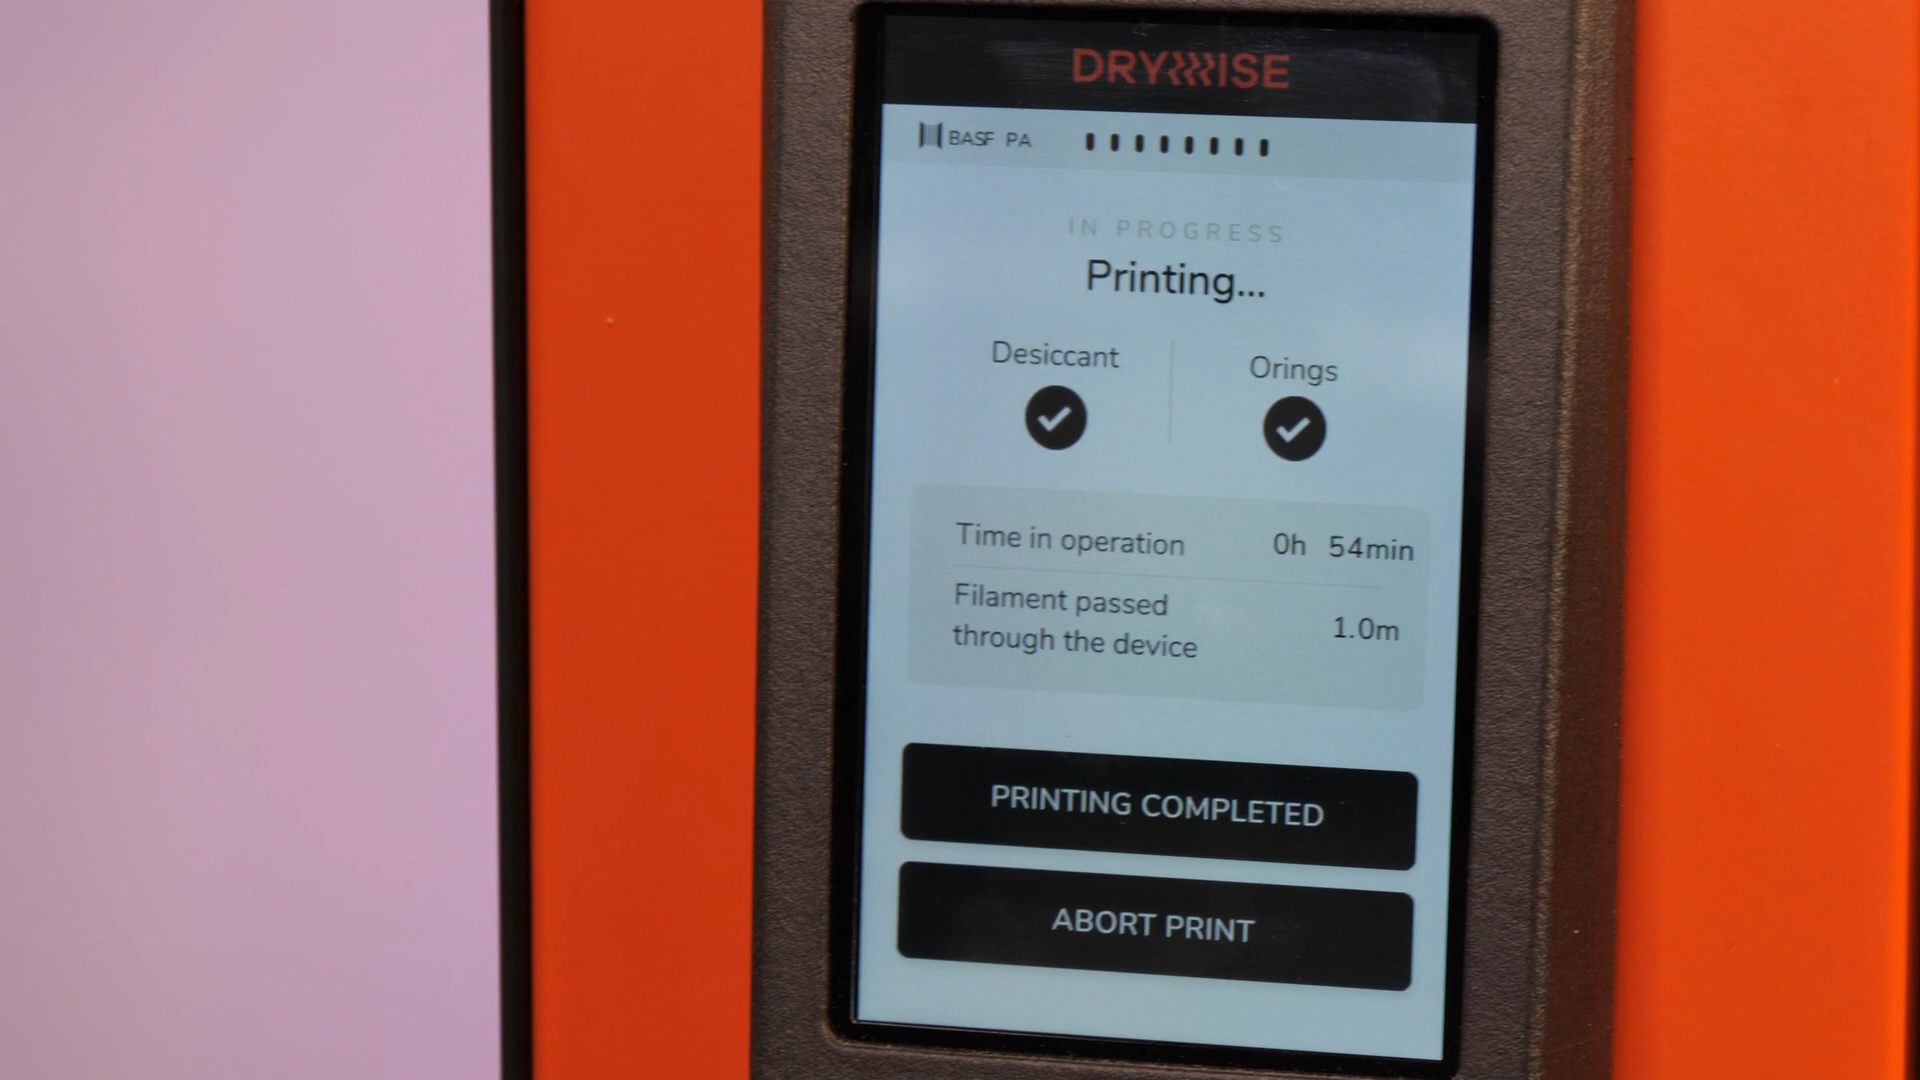 DRYWISE
BASF PA
IN PROGRESS
Printing...
Desiccant
Orings
Time in operation 0h 54min
Filament passed
through the device 1.0m
PRINTING COMPLETED
ABORT PRINT